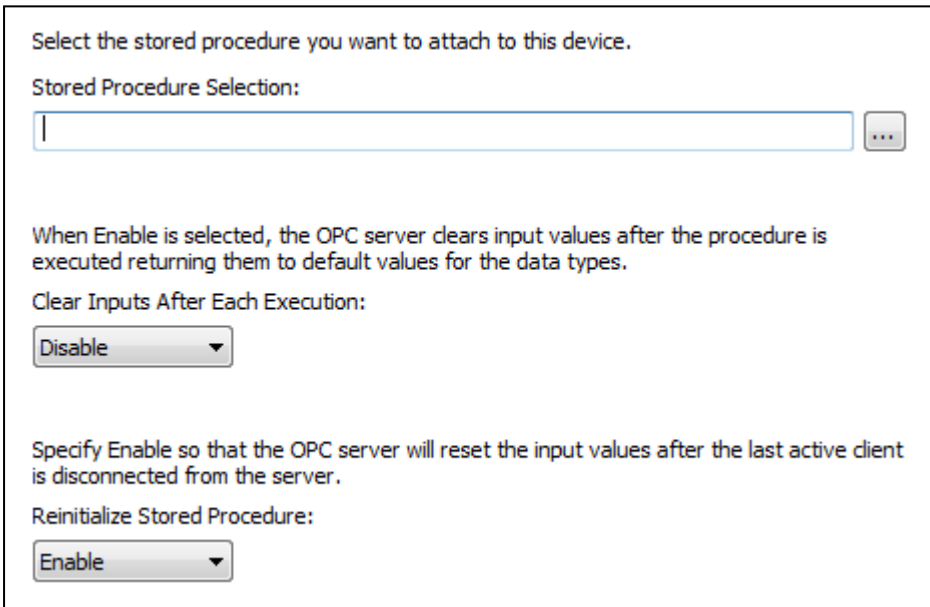 Select the stored procedure you want to attach to this device.
Stored Procedure Selection:
...
When Enable is selected, the OPC server clears input values after the procedure is
executed returning them to default values for the data types.
Clear Inputs After Each Execution:
Disable
Specify Enable so that the OPC server will reset the input values after the last active client
is disconnected from the server.
Reinitialize Stored Procedure:
Enable